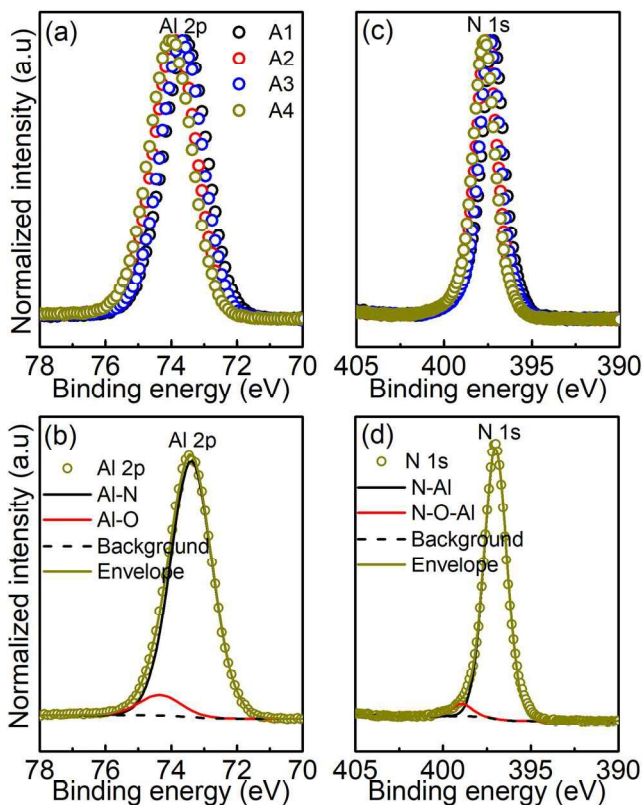 (a)
Al 2p
A1
A2
A3
A4
Normalized intensity (a.u)
78 76 74 72 70
Binding energy (eV)
(c)
N 1s
405 400 395 390
Binding energy (eV)
(b)
Al 2p
Al 2p
Al-N
Al-O
Background
Envelope
Normalized intensity (a.u)
78 76 74 72 70
Binding energy (eV)
(d)
N 1s
N 1s
N-Al
N-O-Al
Background
Envelope
405 400 395 390
Binding energy (eV)